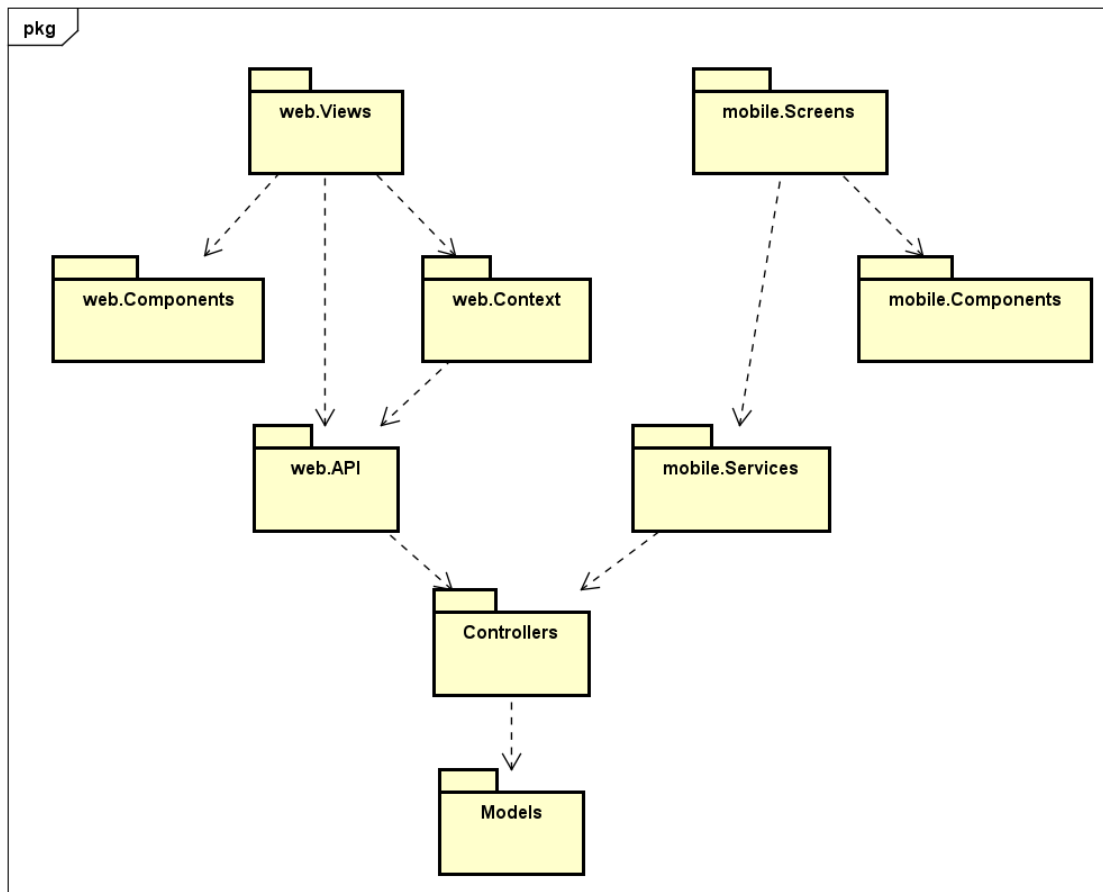 pkg
web.Views
mobile.Screens
web.Components
web.Context
mobile.Components
web.API
mobile.Services
Controllers
Models